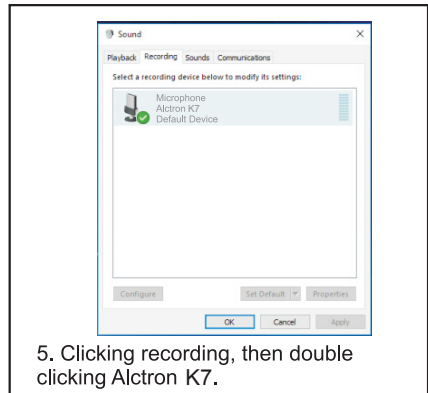 Sound
Playback Recording Sounds Communications
Select a recording device below to modify its settings:
Microphone
Alctron K7
Default Device
Configure Set Default Properties
OK Cancel Apply
5. Clicking recording, then double
clicking Alctron K7.